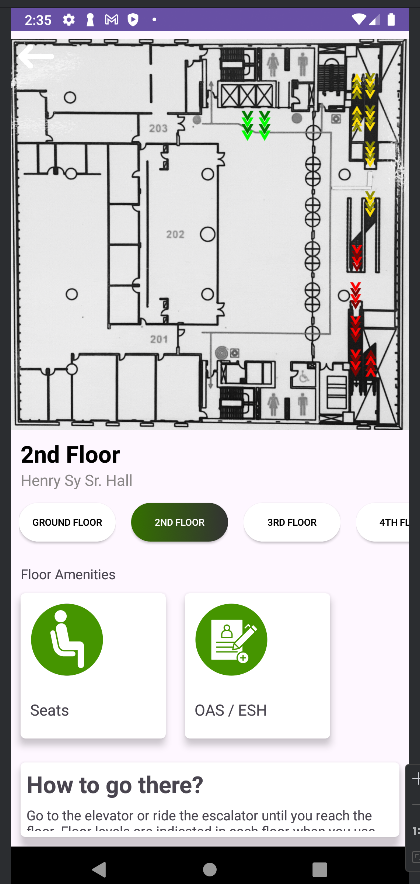 2:35
203
202
201
2nd Floor
Henry Sy Sr. Hall
GROUND FLOOR
2ND FLOOR
3RD FLOOR
4TH FL
Floor Amenities
Seats
OAS / ESH
How to go there?
Go to the elevator or ride the escalator until you reach the
floor. Floor levels are indicated in each floor when you use
1: